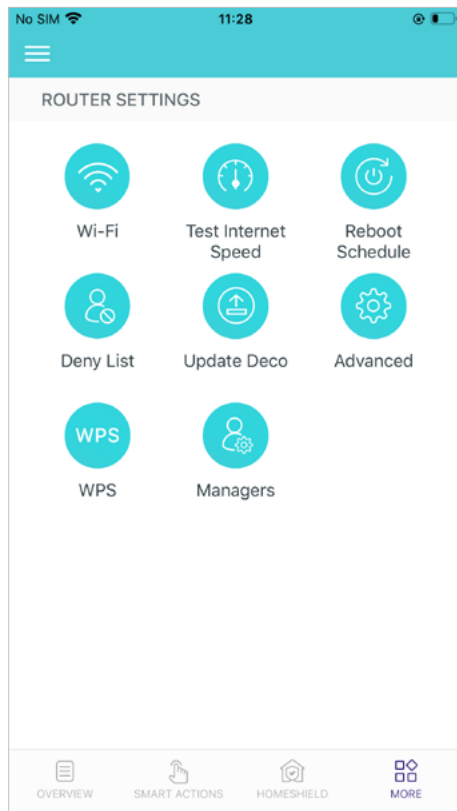 No SIM 11:28
ROUTER SETTINGS
Wi-Fi
Test Internet
Speed
Reboot
Schedule
Deny List
Update Deco
Advanced
WPS
WPS
Managers
OVERVIEW
SMART ACTIONS
HOMESHIELD
MORE